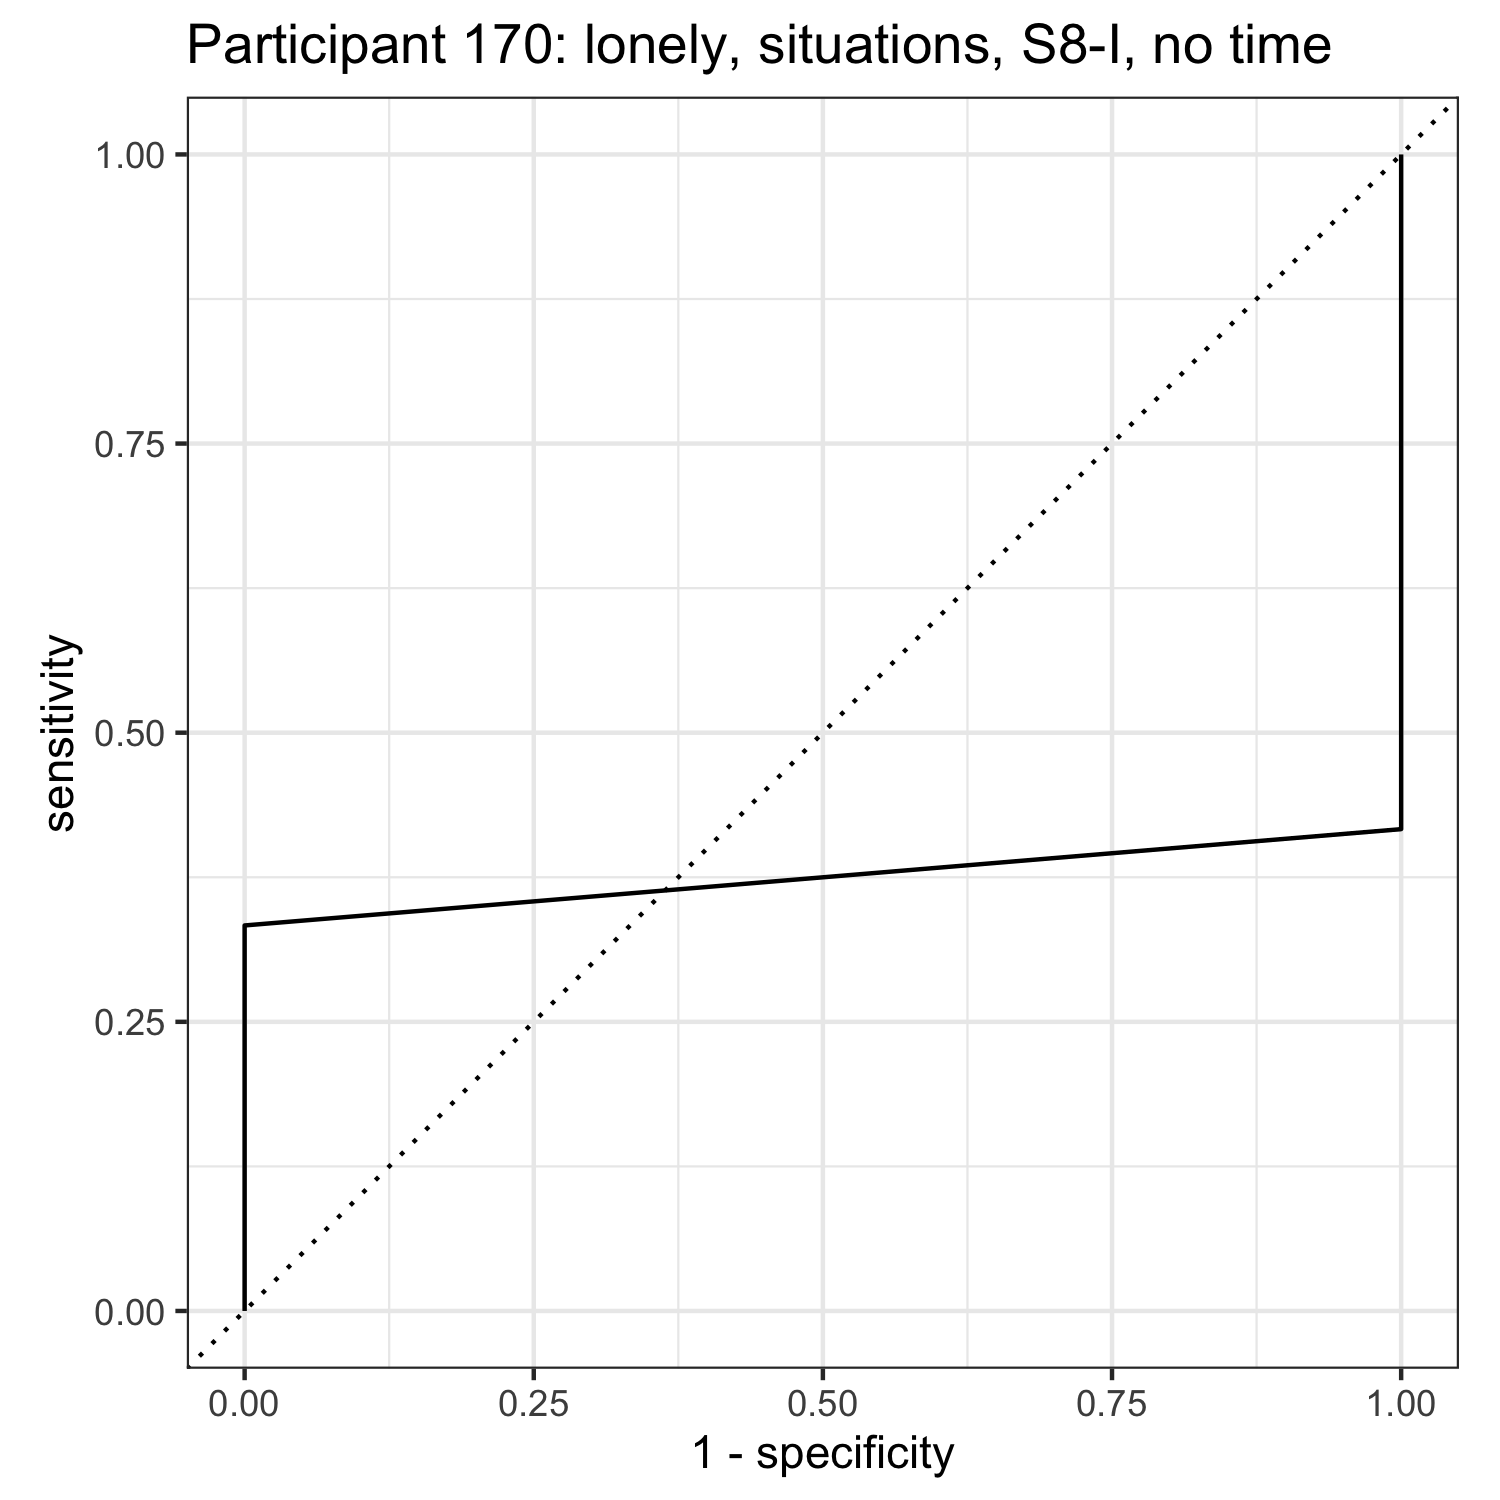 Participant 170: lonely, situations, S8-I, no time
1.00
0.75
0.50
0.25
0.00
sensitivity
0.00 0.25 0.50 0.75 1.00
1 - specificity